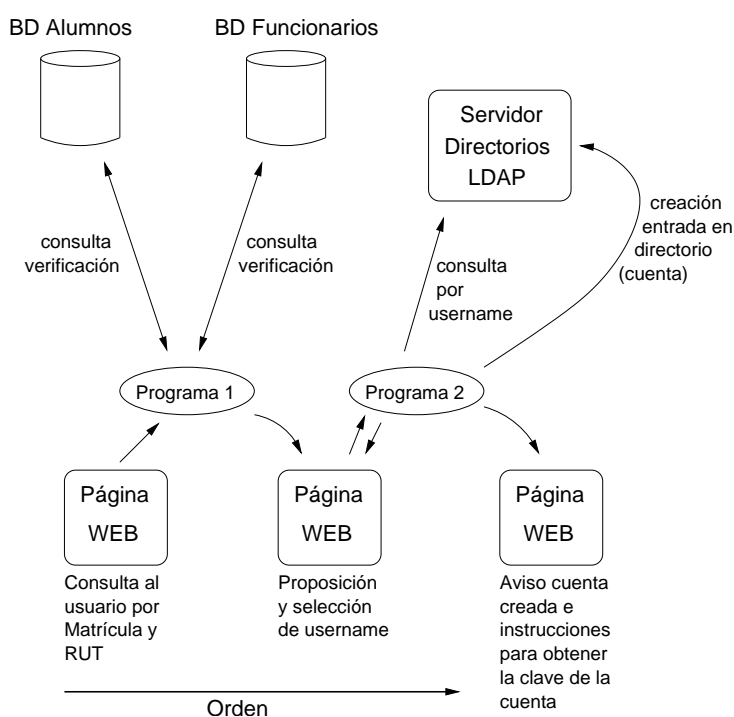 BD Alumnos
BD Funcionarios
Servidor
Directorios
LDAP
creación
entrada en
directorio
(cuenta)
consulta
verificación
consulta
verificación
consulta
por
username
Programa 1
Programa 2
Página
WEB
Página
WEB
Página
WEB
Consulta al
usuario por
Matrícula y
RUT
Proposición
y selección
de username
Aviso cuenta
creada e
instrucciones
para obtener
la clave de la
cuenta
Orden